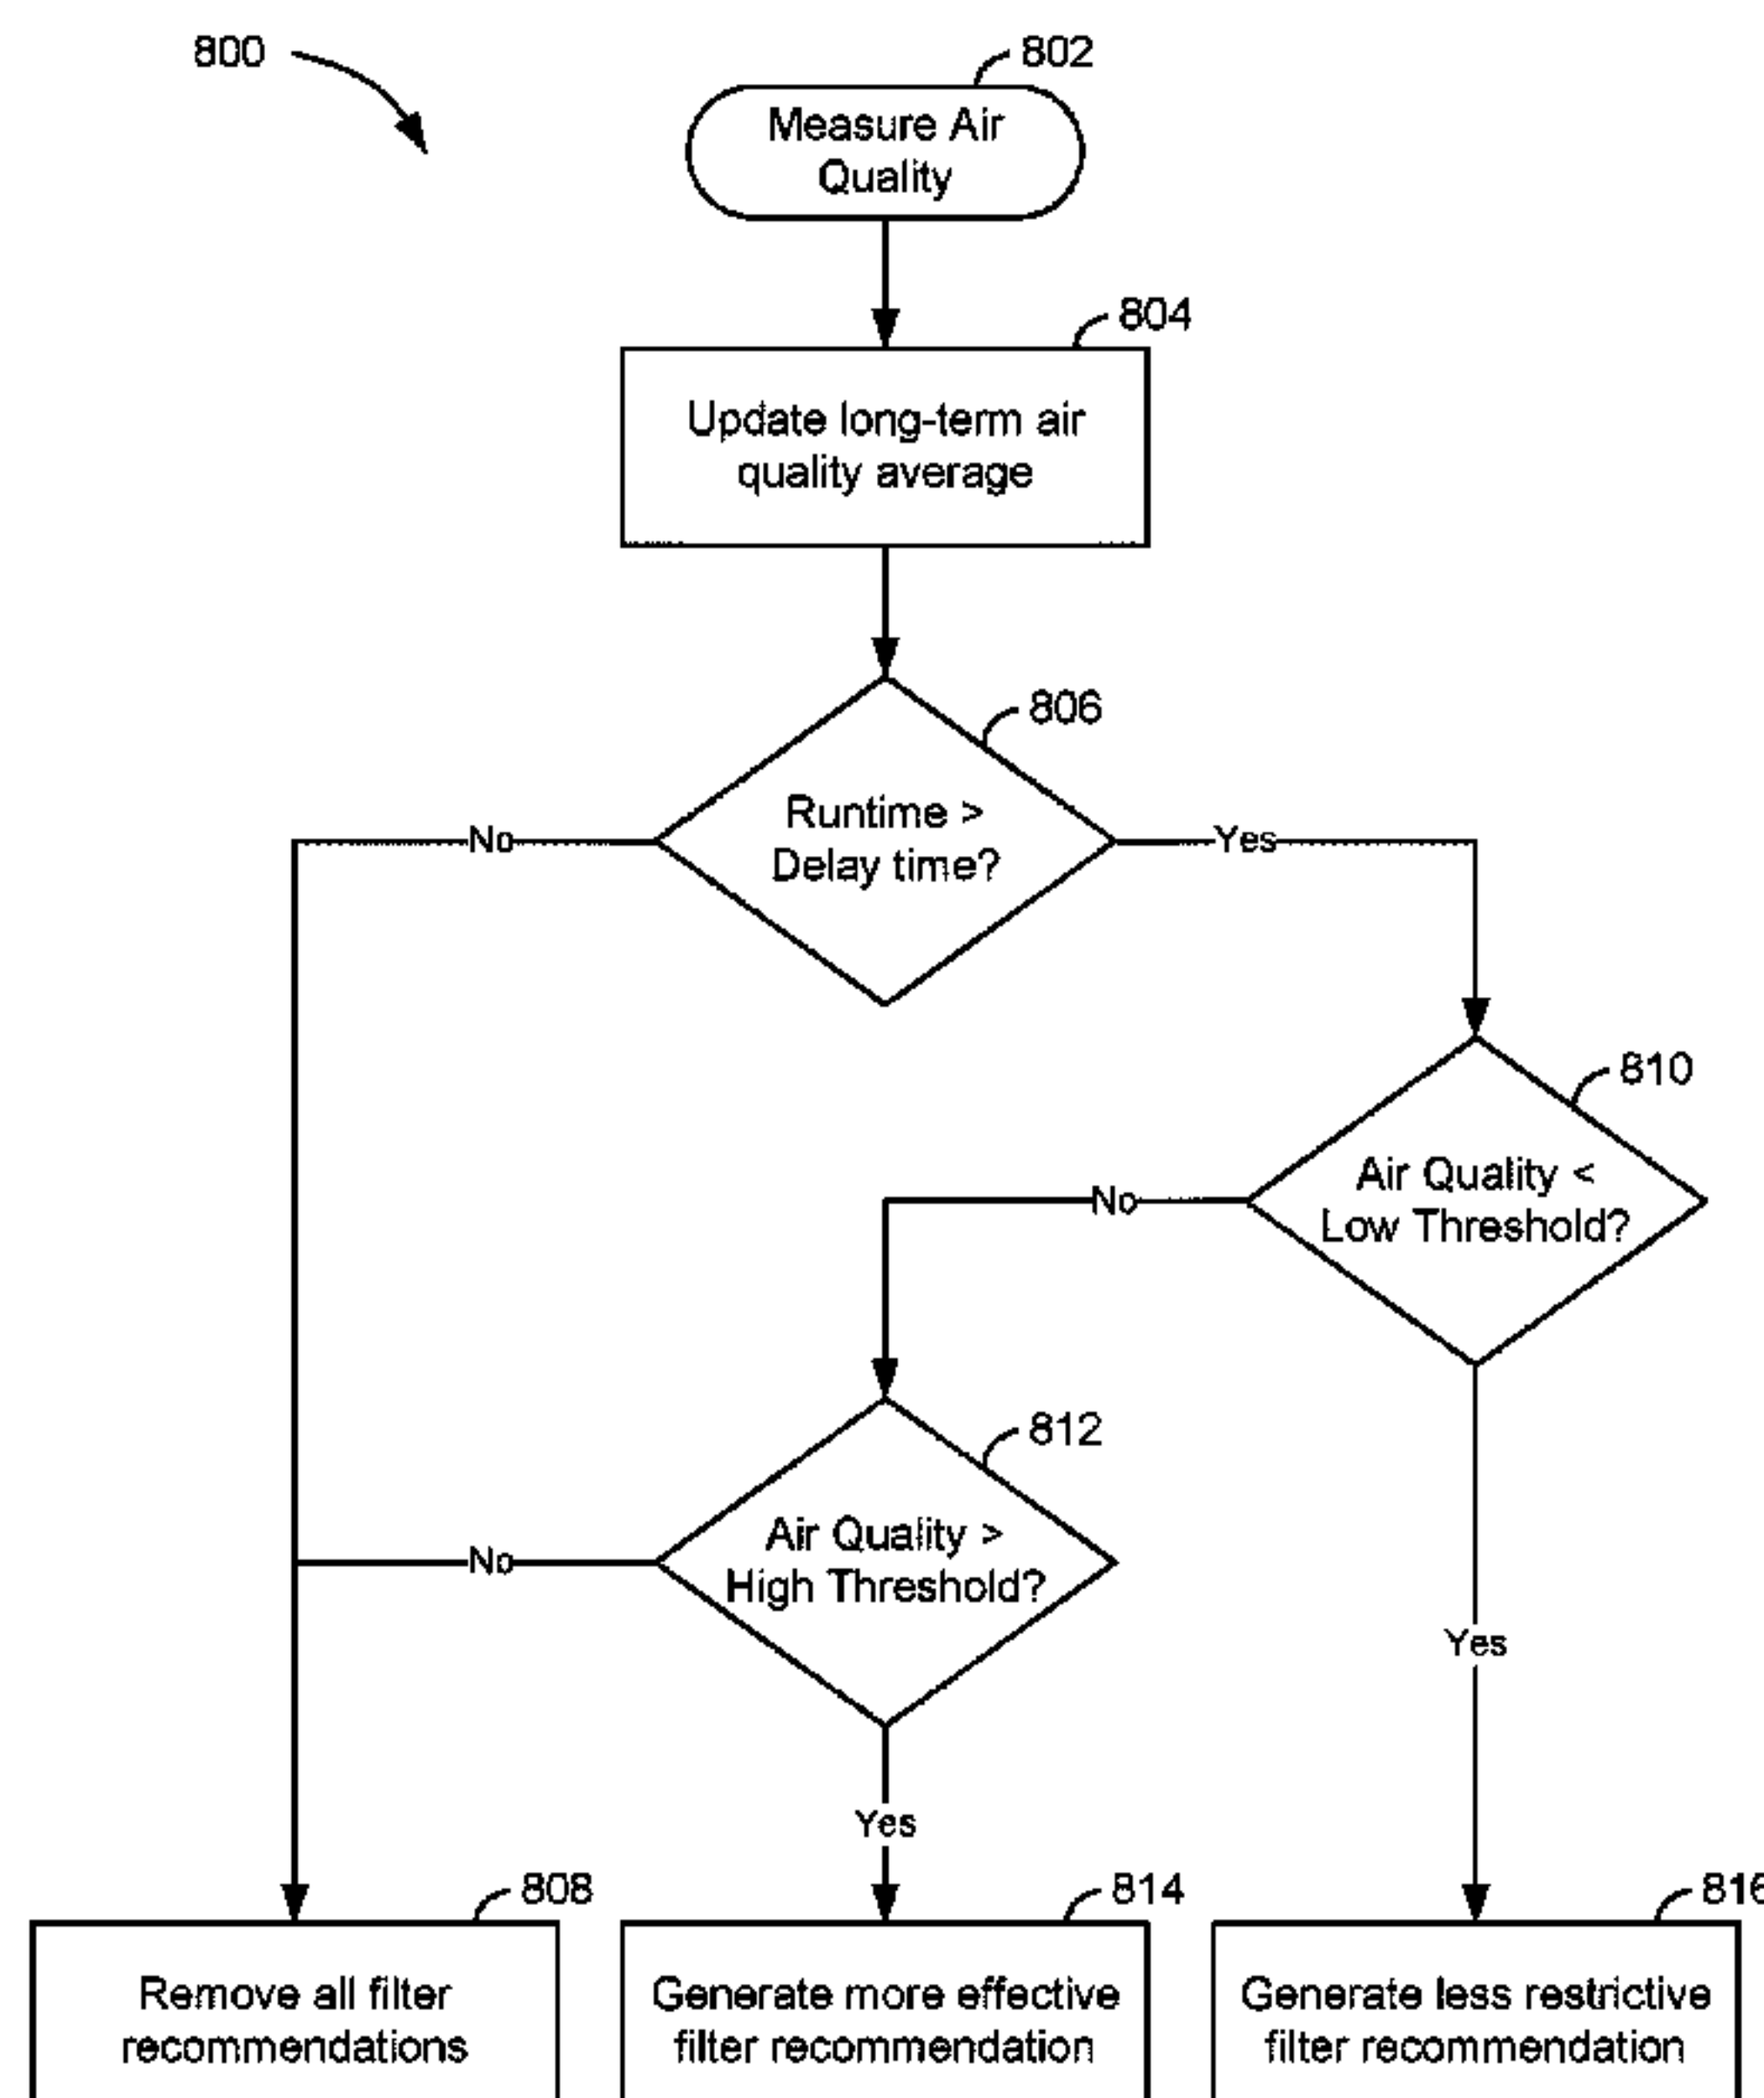 800
802
Measure Air
Quality
804
Update long-term air
quality average
806
Runtime >
Delay time?
No
Yes
810
Air Quality <
Low Threshold?
No
812
Air Quality >
High Threshold?
No
Yes
Yes
808
Remove all filter
recommendations
814
Generate more effective
filter recommendation
816
Generate less restrictive
filter recommendation